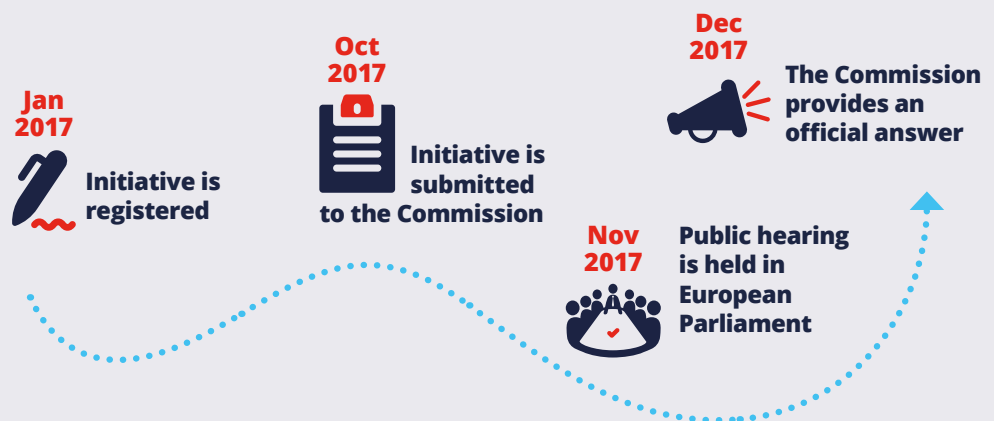 Jan
2017
Initiative is
registered
Oct
2017
Initiative is
submitted
to the Commission
Nov
2017
Public hearing
is held in
European
Parliament
Dec
2017
The Commission
provides an
official answer